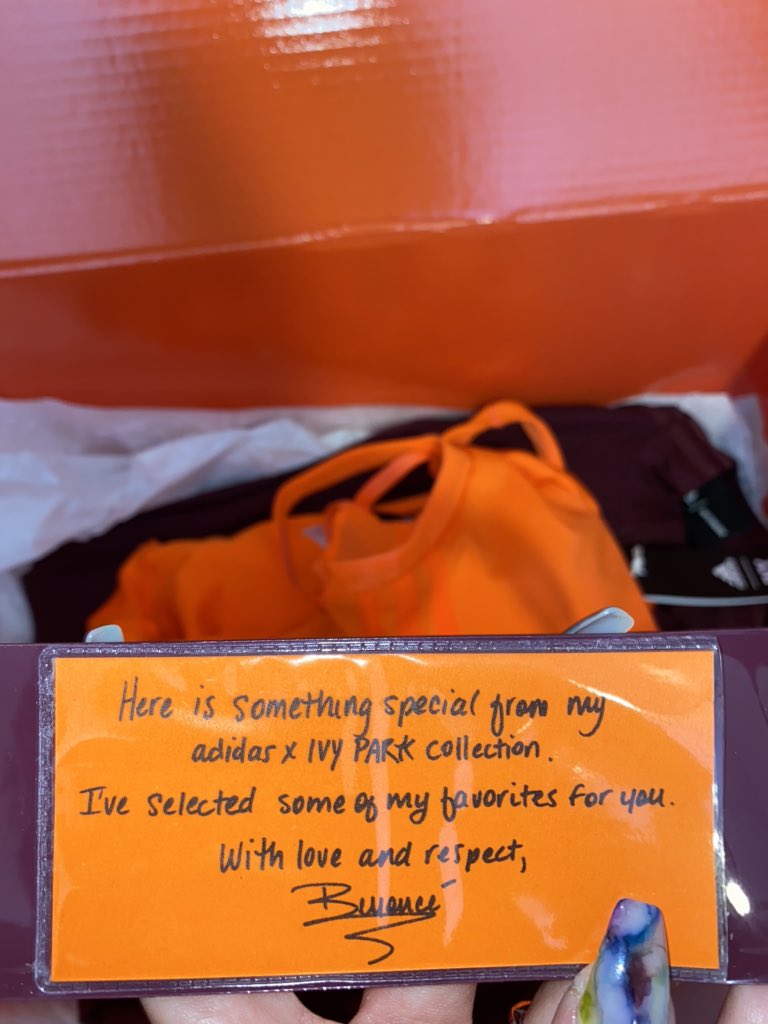 Here is something special from my
adidas x IVY PARK collection.
I've selected some of my favorites for you.
With love and respect,
Beyoncé